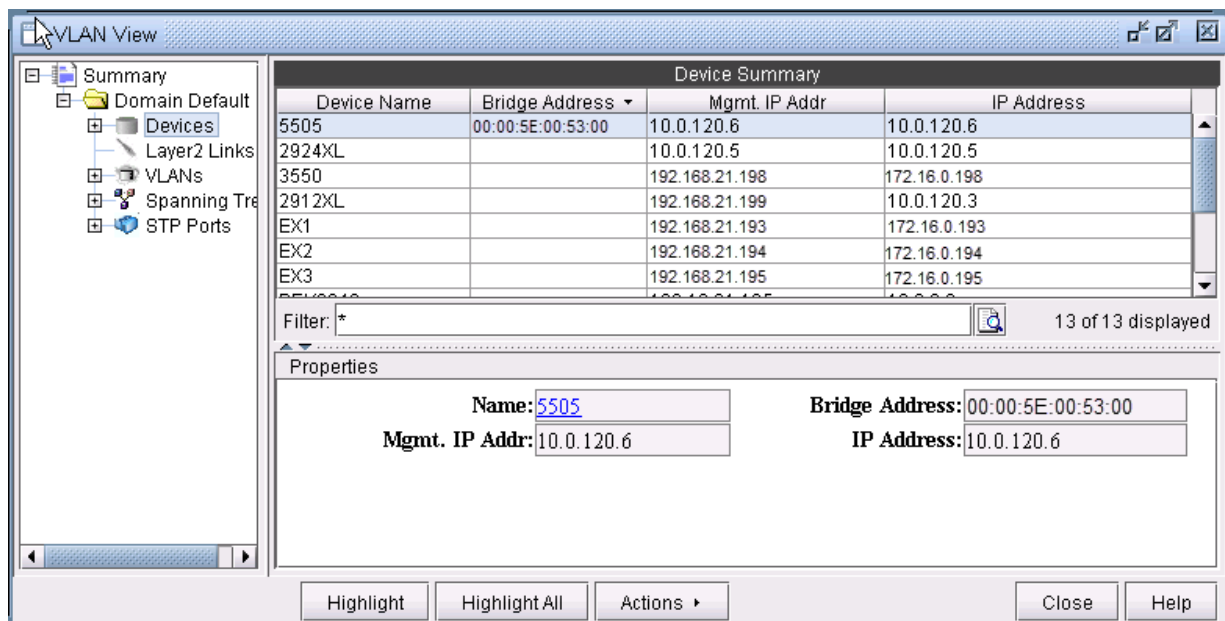 VLAN View
Summary
Domain Default
Devices
Layer2 Links
VLANs
Spanning Tre
STP Ports
Device Summary
Device Name Bridge Address Mgmt. IP Addr IP Address
5505 00:00:5E:00:53:00 10.0.120.6 10.0.120.6
2924XL 10.0.120.5 10.0.120.5
3550 192.168.21.198 172.16.0.198
2912XL 192.168.21.199 10.0.120.3
EX1 192.168.21.193 172.16.0.193
EX2 192.168.21.194 172.16.0.194
EX3 192.168.21.195 172.16.0.195
Filter: * 13 of 13 displayed
Properties
Name: 5505 Bridge Address: 00:00:5E:00:53:00
Mgmt. IP Addr: 10.0.120.6 IP Address: 10.0.120.6
Highlight Highlight All Actions Close Help